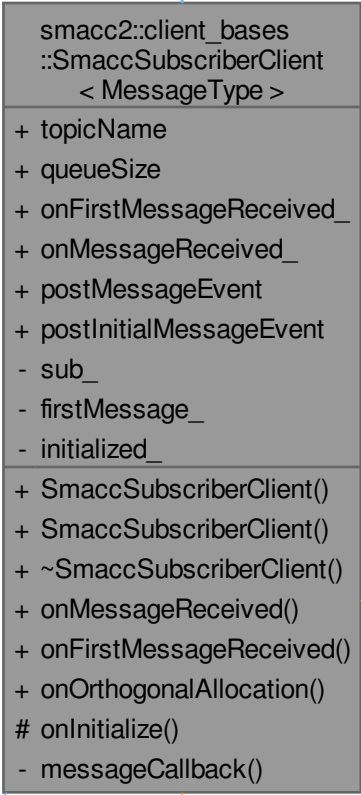 smacc2::client_bases
::SmaccSubscriberClient
< MessageType >
+ topicName
+ queueSize
+ onFirstMessageReceived_
+ onMessageReceived_
+ postMessageEvent
+ postInitialMessageEvent
- sub_
- firstMessage_
- initialized_
+ SmaccSubscriberClient()
+ SmaccSubscriberClient()
+ ~SmaccSubscriberClient()
+ onMessageReceived()
+ onFirstMessageReceived()
+ onOrthogonalAllocation()
# onInitialize()
- messageCallback()